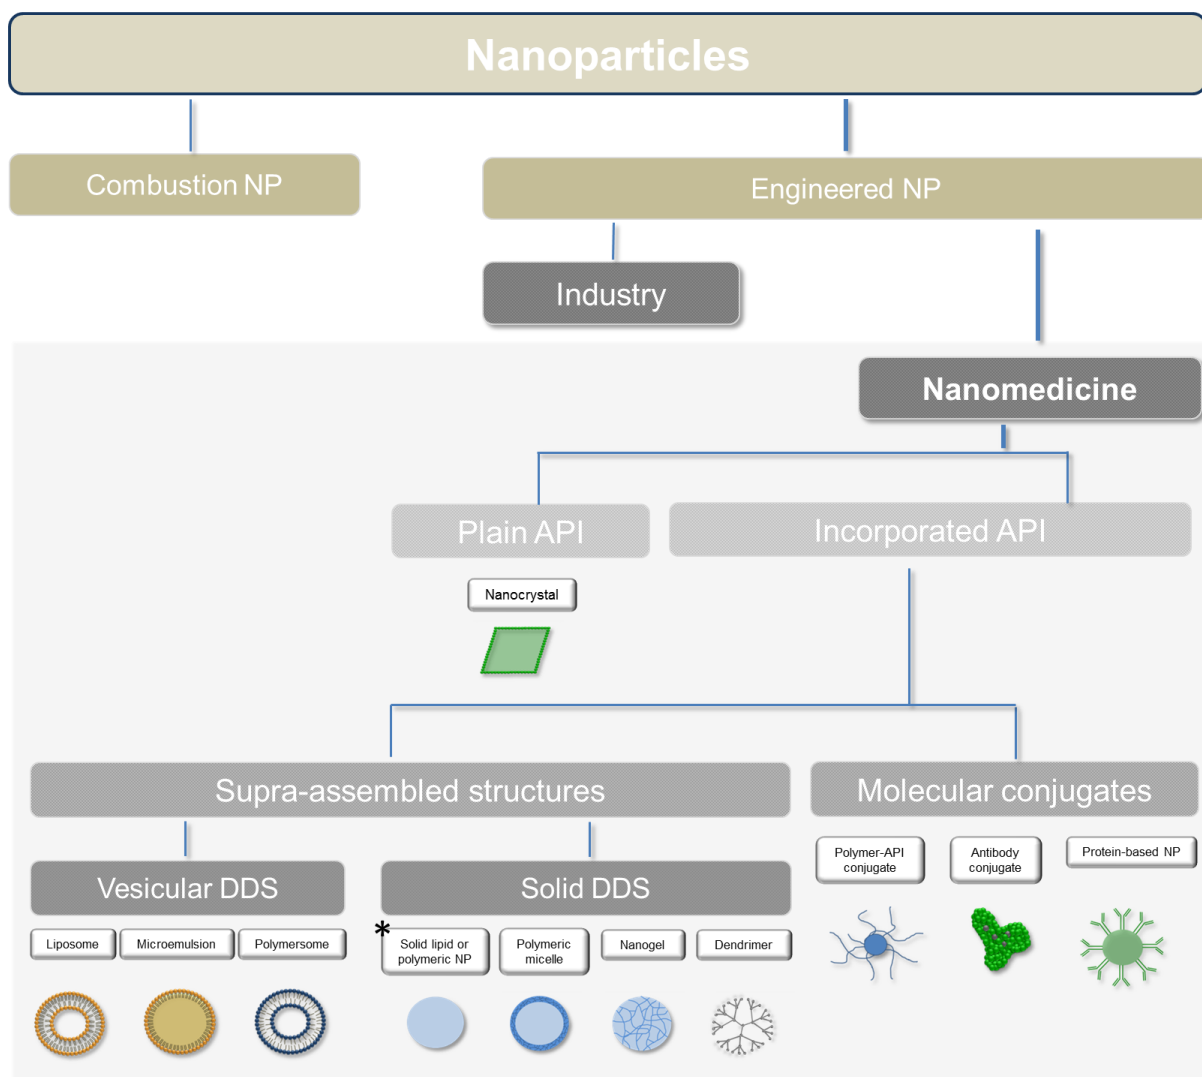 Nanoparticles
Combustion NP
Engineered NP
Industry
Nanomedicine
Plain API
Incorporated API
Nanocrystal
Supra-assembled structures
Molecular conjugates
Polymer-API
conjugate
Antibody
conjugate
Protein-based NP
Vesicular DDS
Solid DDS
Liposome
Microemulsion
Polymersome
*
Solid lipid or
polymeric NP
Polymeric
micelle
Nanogel
Dendrimer